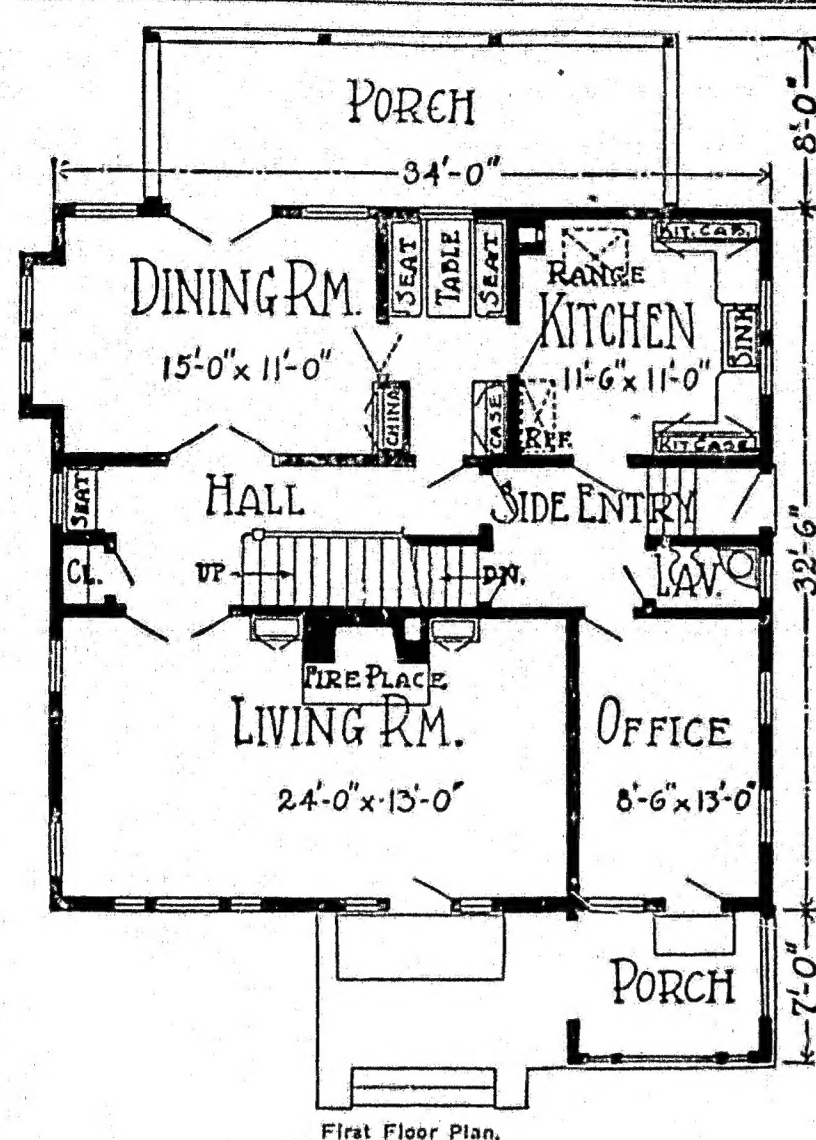 PORCH
8'-0"
34'-0"
SEAT
TABLE
SEAT
KIT. CAB.
DINING RM.
RANGE
KITCHEN
SINK
15'-0" x 11'-0"
11'-6" x 11'-0"
CHINA
CASE
REF.
KIT CASE.
SEAT
HALL
SIDE ENTRY
32'-6"
CL.
UP
DN.
LAV.
FIRE PLACE
LIVING RM.
OFFICE
24'-0" x 13'-0"
8'-6" x 13'-0"
PORCH
7'-0"
First Floor Plan.